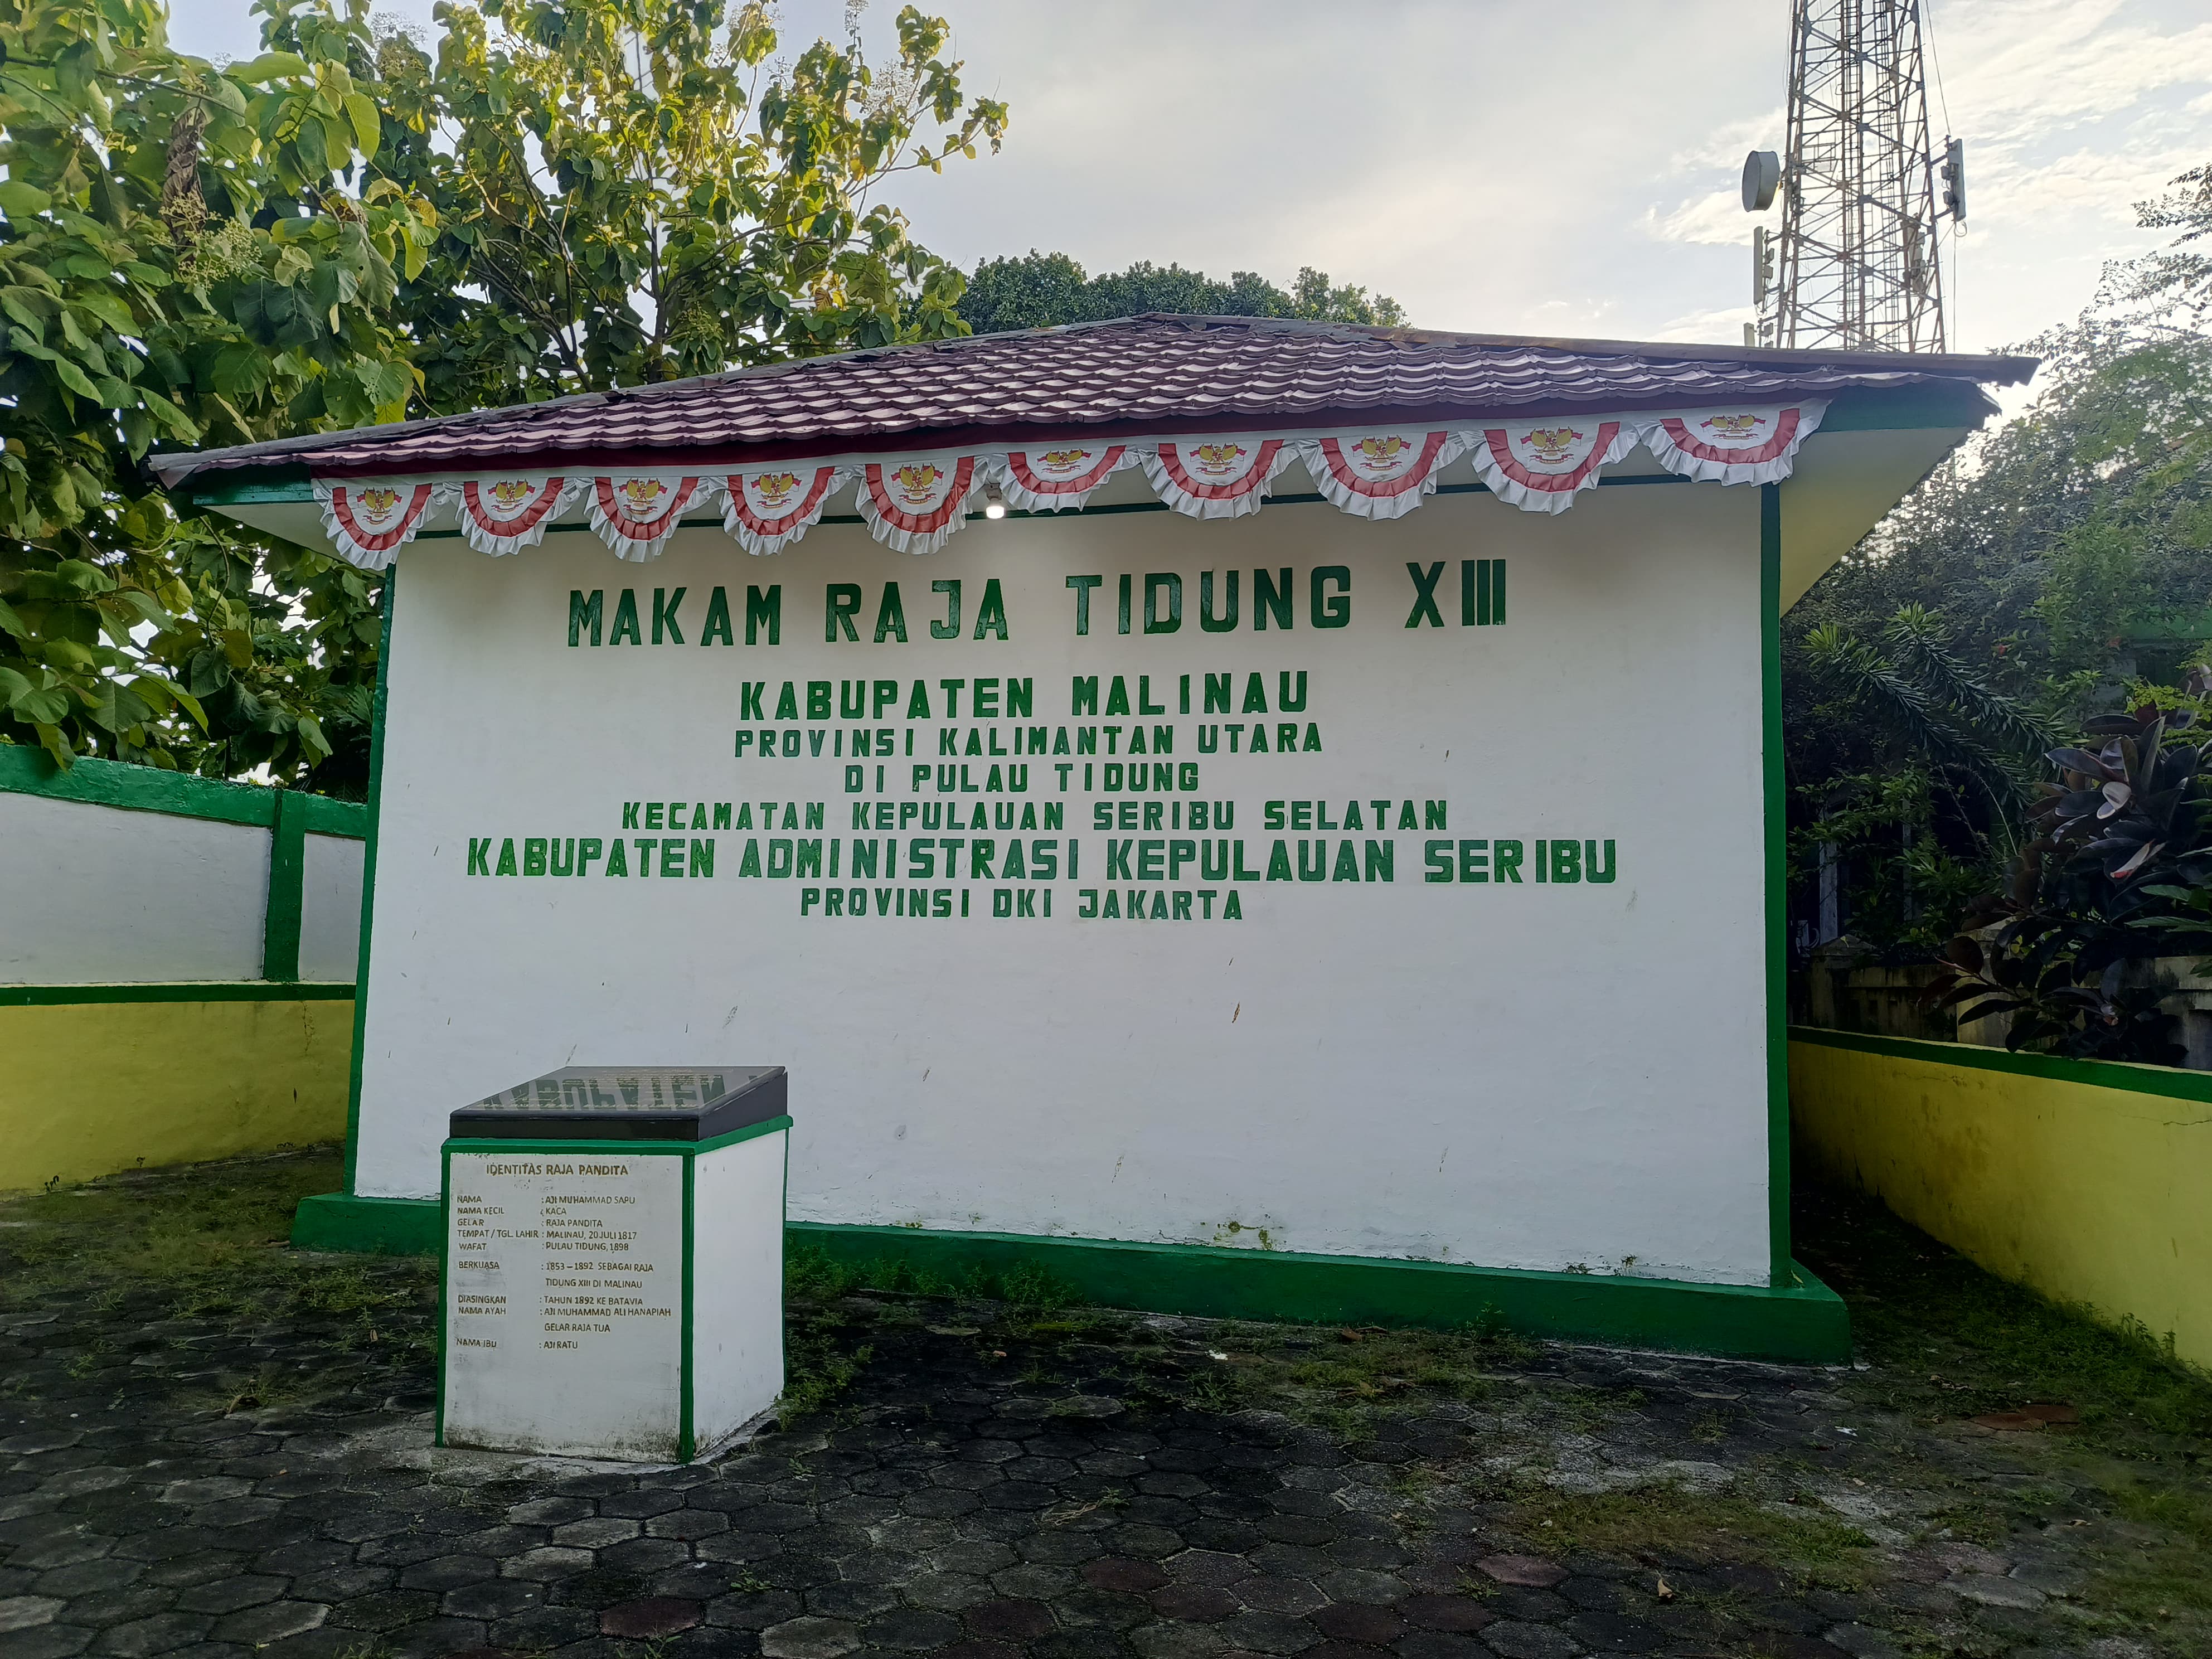 MAKAM RAJA TIDUNG XIII
KABUPATEN MALINAU
PROVINSI KALIMANTAN UTARA
DI PULAU TIDUNG
KECAMATAN KEPULAUAN SERIBU SELATAN
KABUPATEN ADMINISTRASI KEPULAUAN SERIBU
PROVINSI DKI JAKARTA
KABUPATEN
IDENTITAS RAJA PANDITA
NAMA : AJI MUHAMMAD SAPU
NAMA KECIL : KACA
GELAR : RAJA PANDITA
TEMPAT / TGL. LAHIR : MALINAU, 20 JULI 1817
WAFAT : PULAU TIDUNG, 1898
BERKUASA : 1853 – 1892 SEBAGAI RAJA
TIDUNG XIII DI MALINAU
DIASINGKAN : TAHUN 1892 KE BATAVIA
NAMA AYAH : AJI MUHAMMAD ALI HANAPIAH
GELAR RAJA TUA
NAMA IBU : AJI RATU